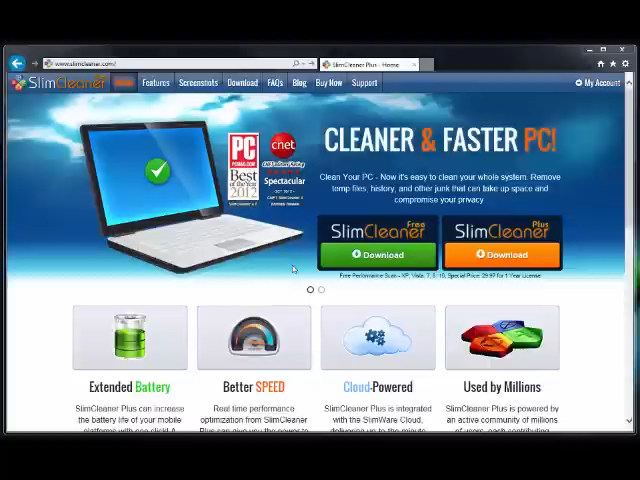 www.slimcleaner.com/
SlimCleaner Plus - Home
SlimCleaner
Features
Screenshots
Download
FAQs
Blog
Buy Now
Support
My Account
CLEANER & FASTER PC!
PC
PCMAG.COM
Best
of the Year
2012
cnet
Spectacular
Clean Your PC - Now it's easy to clean your whole system. Remove
temp files, history, and other junk that can take up space and
compromise your privacy
SlimCleaner Free
Download
SlimCleaner Plus
Download
Free Performance Scan - XP, Vista, 7, 8, 10, Special Price: 29.97 for 1 Year License
Extended Battery
Better SPEED
Cloud-Powered
Used by Millions
SlimCleaner Plus can increase
the battery life of your mobile
platforms with one click! A
Real time performance
optimization from SlimCleaner
Plus can give you the power to
SlimCleaner Plus is integrated
with the SlimWare Cloud,
delivering up to the minute
SlimCleaner Plus is powered by
an active community of millions
of users, each contributing